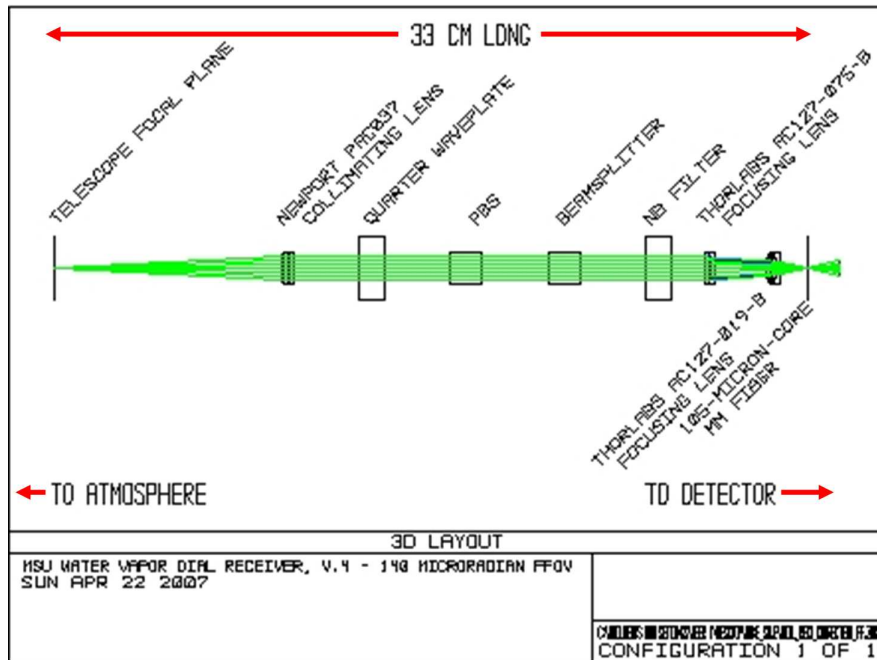 33 CM LONG
TELESCOPE FOCAL PLANE
NEWPORT PAC037
COLLIMATING LENS
QUARTER WAVEPLATE
PBS
BEAMSPLITTER
NB FILTER
THORLABS AC127-075-B
FOCUSING LENS
THORLABS AC127-019-B
FOCUSING LENS
105-MICRON-CORE
MM FIBER
TO ATMOSPHERE
TO DETECTOR
3D LAYOUT
MSU WATER VAPOR DIAL RECEIVER, V.4 - 140 MICRORADIAN FFOV
SUN APR 22 2007
CONFIGURATION 1 OF 1